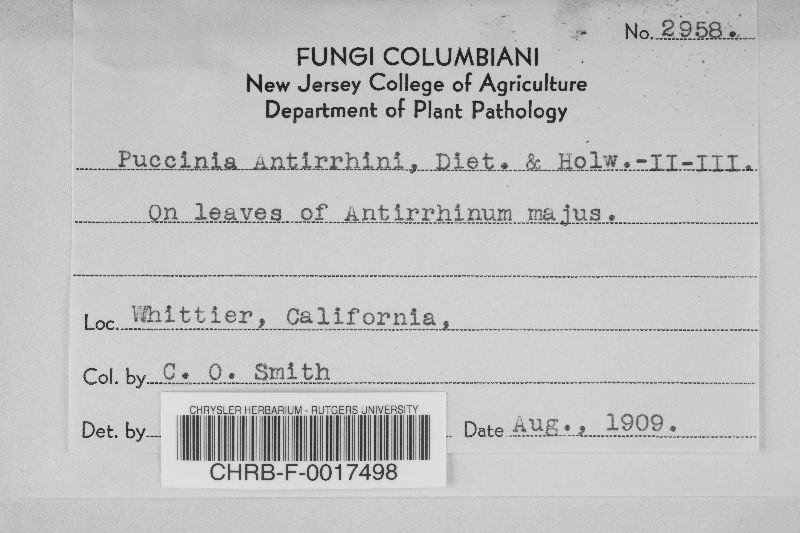 No. 2958.
FUNGI COLUMBIANI
New Jersey College of Agriculture
Department of Plant Pathology
Puccinia Antirrhini, Diet. & Holw.-II-III.
On leaves of Antirrhinum majus.
Loc. Whittier, California,
Col. by C. O. Smith
Det. by
Date Aug., 1909.
CHRYSLER HERBARIUM - RUTGERS UNIVERSITY
CHRB-F-0017498